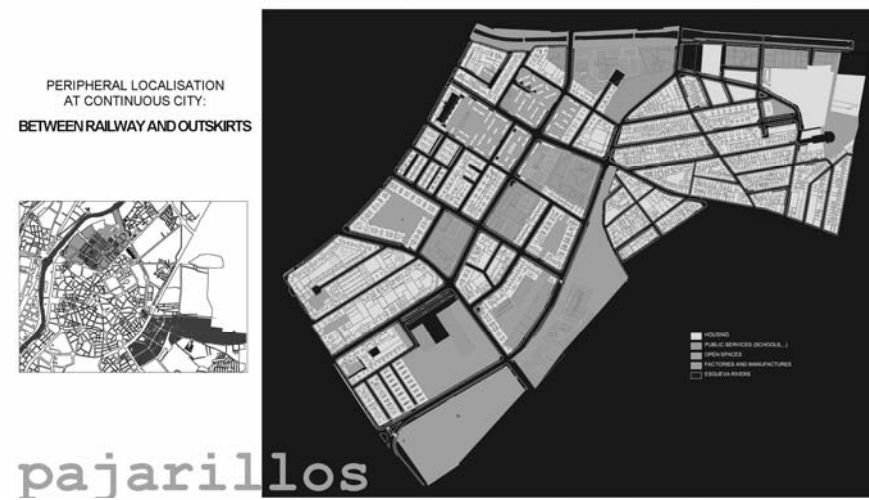 PERIPHERAL LOCALISATION
AT CONTINUOUS CITY:
BETWEEN RAILWAY AND OUTSKIRTS
HOUSING
PUBLIC SERVICES (SCHOOLS,..)
OPEN SPACES
FACTORIES AND MANUFACTURES
ESGUEVA RIVERS
pajarillos